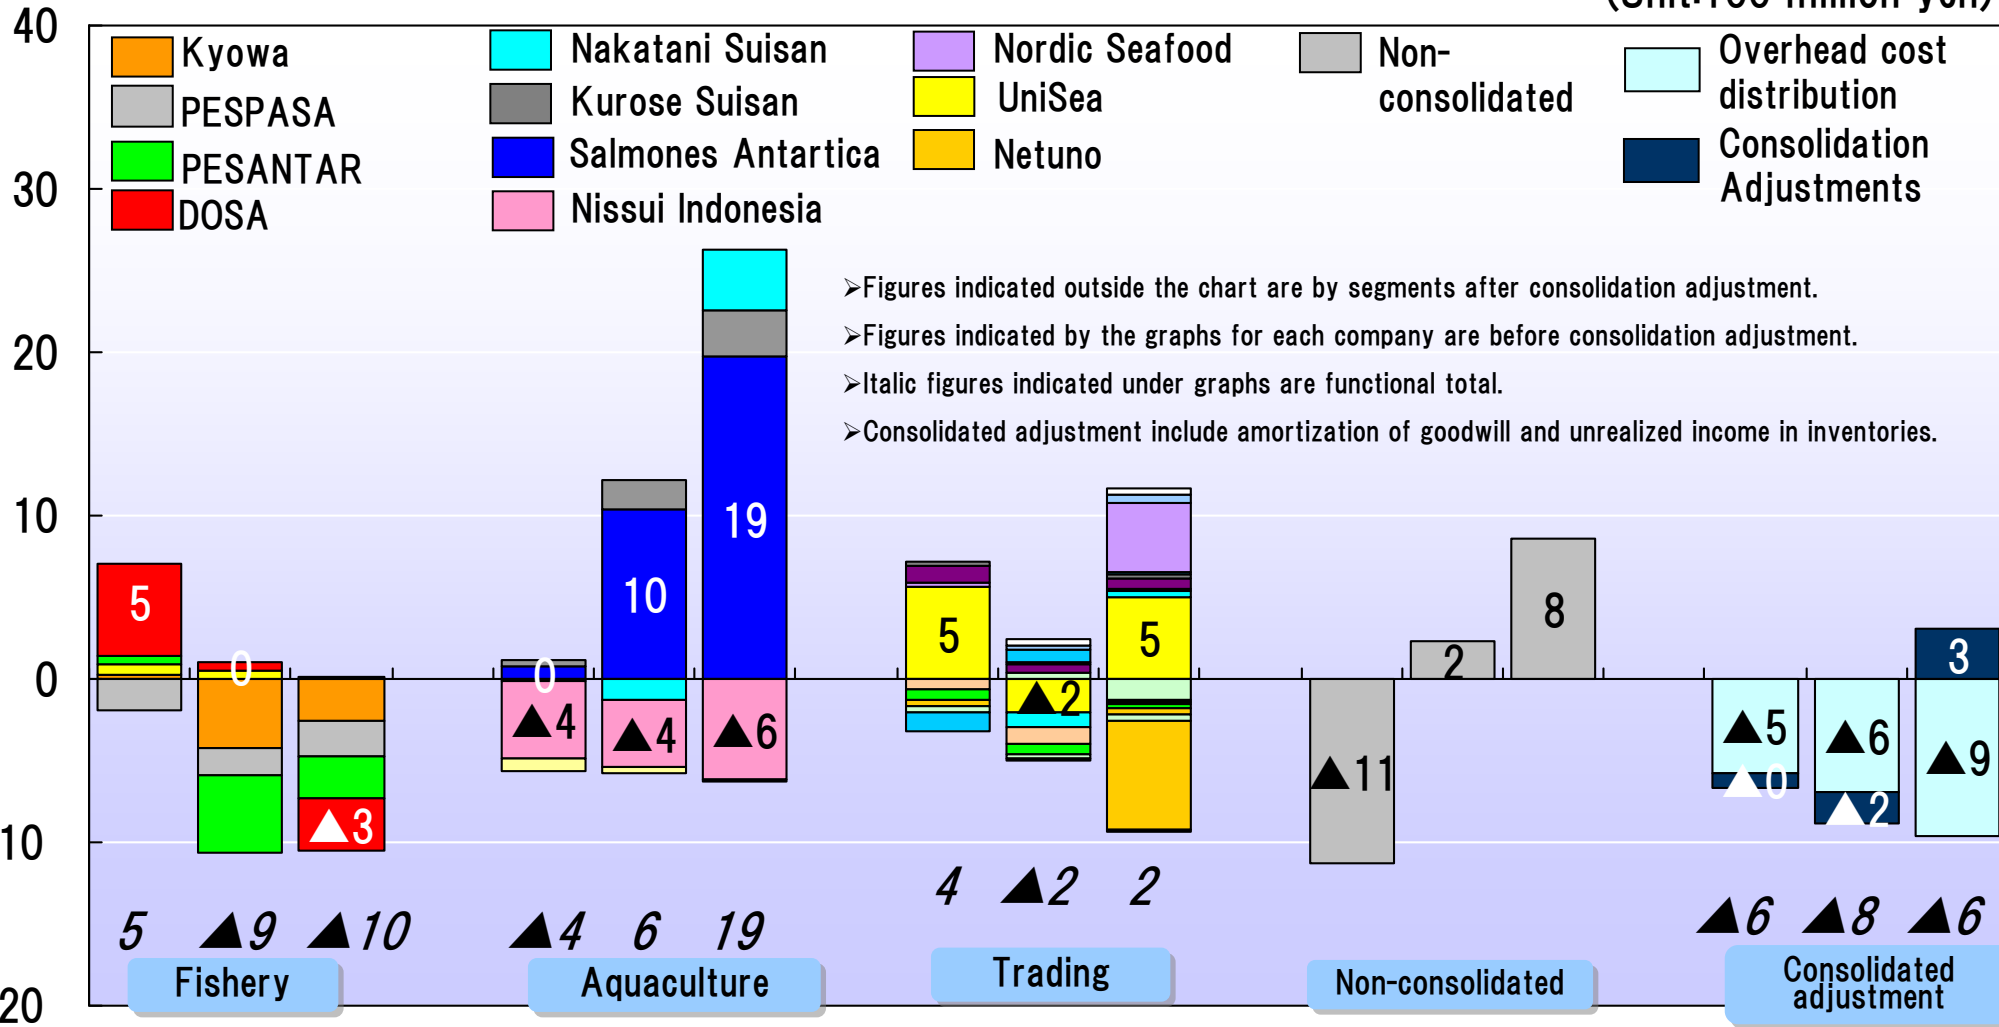 (Unit:100 million yen)
40
30
20
10
0
10
20
Kyowa
PESPASA
PESANTAR
DOSA
Nakatani Suisan
Kurose Suisan
Salmones Antartica
Nissui Indonesia
Nordic Seafood
UniSea
Netuno
Non-
consolidated
Overhead cost
distribution
Consolidation
Adjustments
➢Figures indicated outside the chart are by segments after consolidation adjustment.
➢Figures indicated by the graphs for each company are before consolidation adjustment.
➢Italic figures indicated under graphs are functional total.
➢Consolidated adjustment include amortization of goodwill and unrealized income in inventories.
5
0
▲3
0
▲4
10
▲4
19
▲6
5
▲2
5
▲11
2
8
▲5
▲0
▲6
▲2
3
▲9
5 ▲9 ▲10
▲4 6 19
4 ▲2 2
▲6 ▲8 ▲6
Fishery
Aquaculture
Trading
Non-consolidated
Consolidated
adjustment